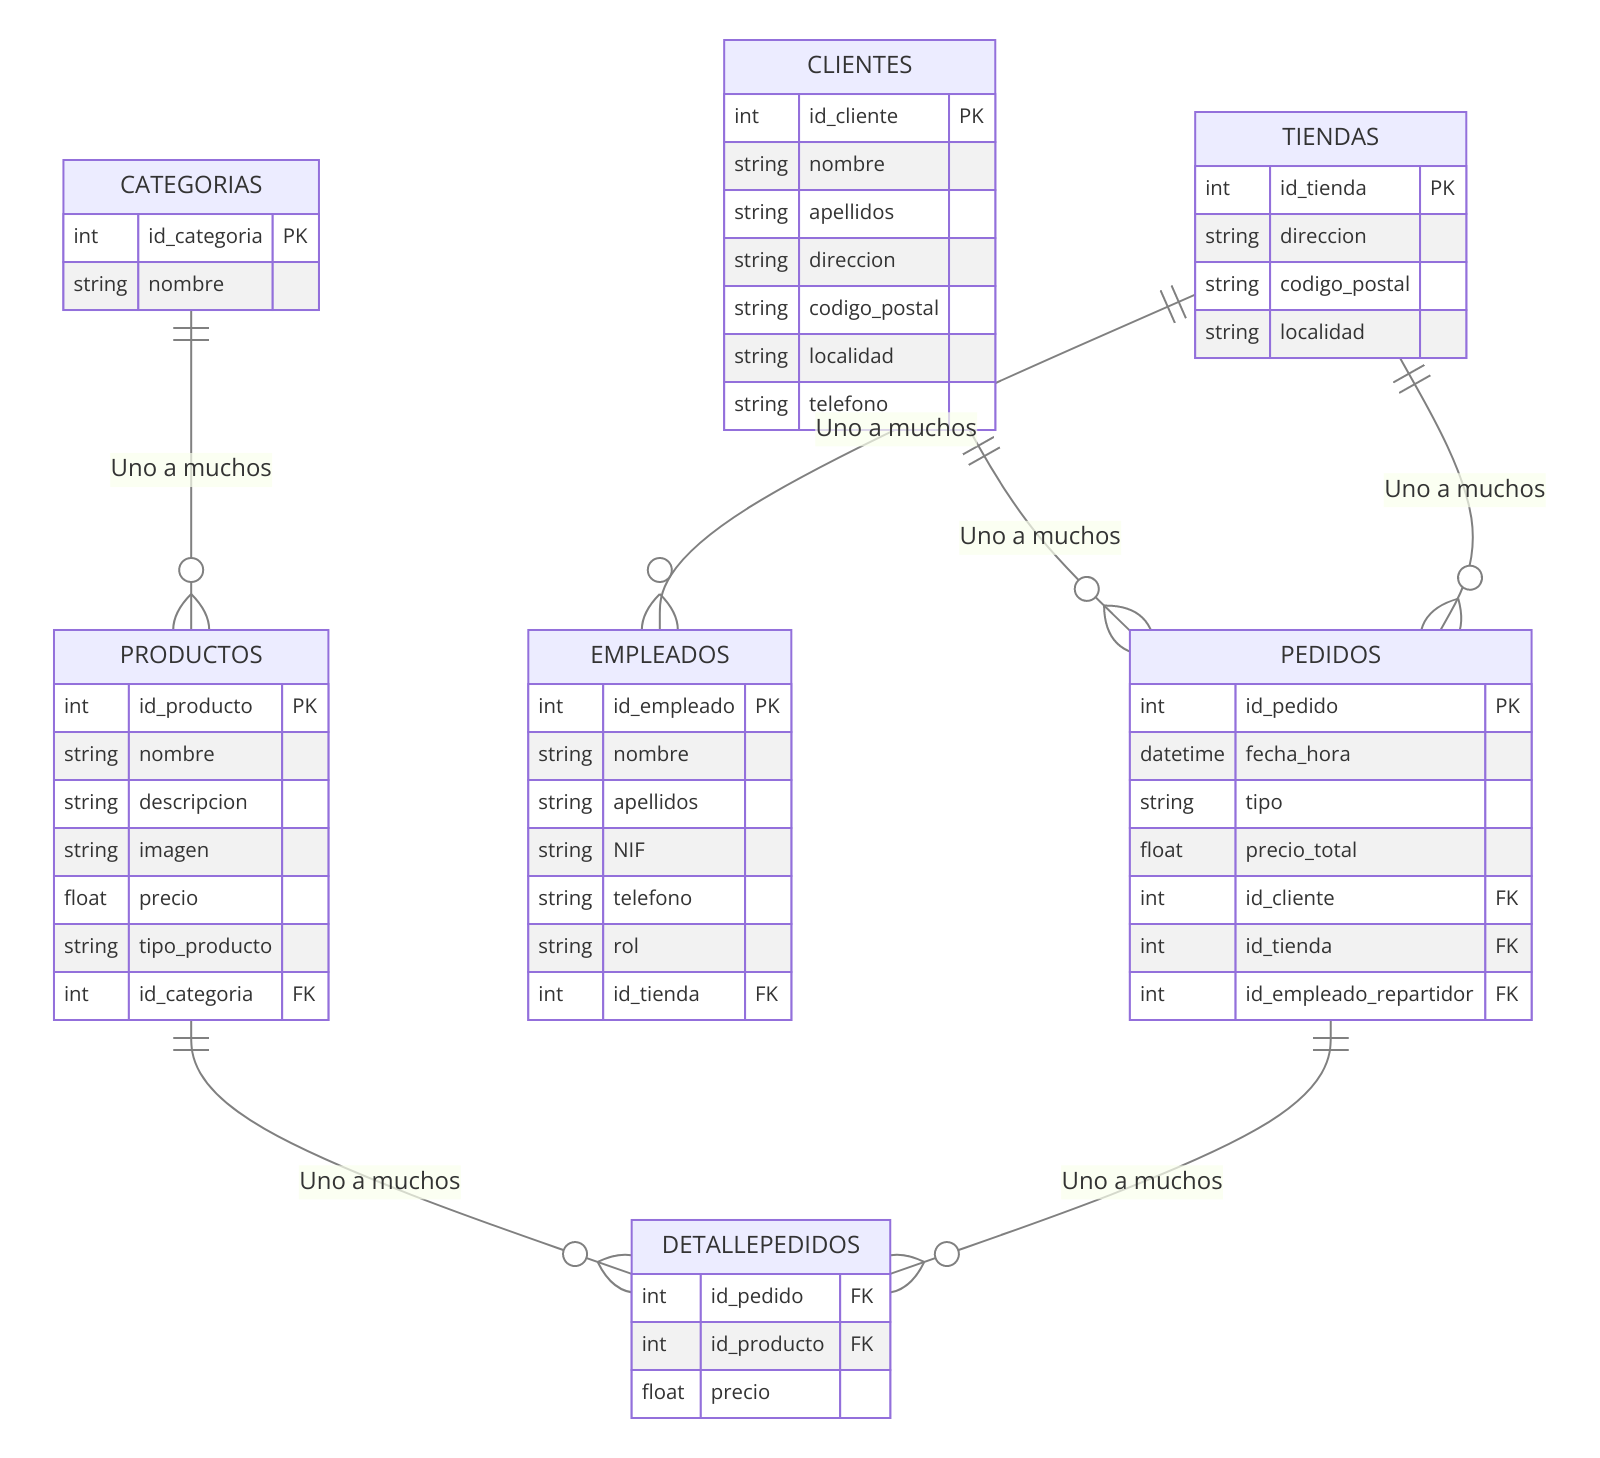 CLIENTES
int id_cliente PK
string nombre
string apellidos
string direccion
string codigo_postal
string localidad
string telefono
TIENDAS
int id_tienda PK
string direccion
string codigo_postal
string localidad
CATEGORIAS
int id_categoria PK
string nombre
Uno a muchos
Uno a muchos
Uno a muchos
Uno a muchos
PRODUCTOS
int id_producto PK
string nombre
string descripcion
string imagen
float precio
string tipo_producto
int id_categoria FK
EMPLEADOS
int id_empleado PK
string nombre
string apellidos
string NIF
string telefono
string rol
int id_tienda FK
PEDIDOS
int id_pedido PK
datetime fecha_hora
string tipo
float precio_total
int id_cliente FK
int id_tienda FK
int id_empleado_repartidor FK
Uno a muchos
Uno a muchos
DETALLEPEDIDOS
int id_pedido FK
int id_producto FK
float precio